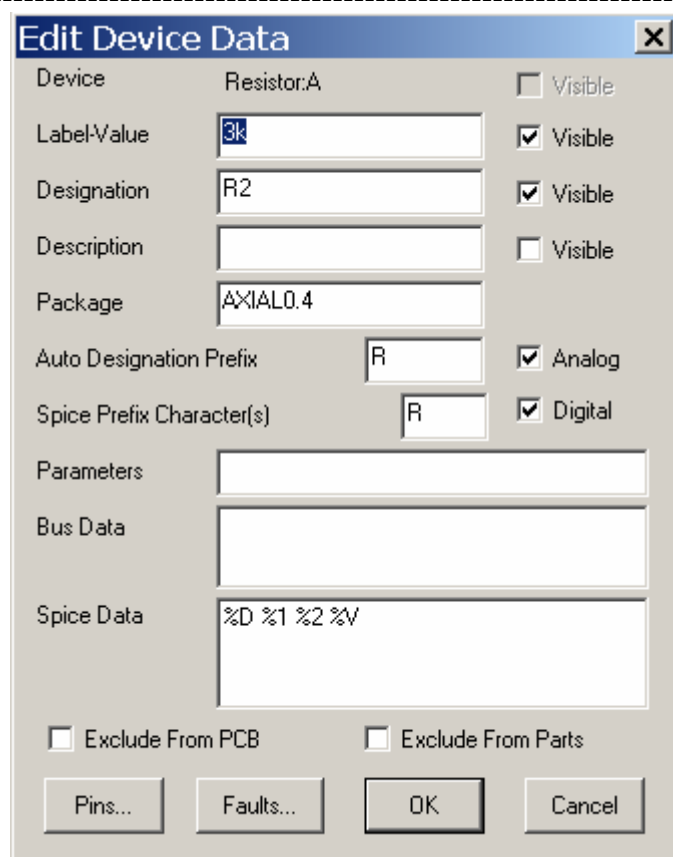 Edit Device Data
Device Resistor:A Visible
Label-Value 3k Visible
Designation R2 Visible
Description Visible
Package AXIAL0.4
Auto Designation Prefix R Analog
Spice Prefix Character(s) R Digital
Parameters
Bus Data
Spice Data %D %1 %2 %V
Exclude From PCB Exclude From Parts
Pins... Faults... OK Cancel